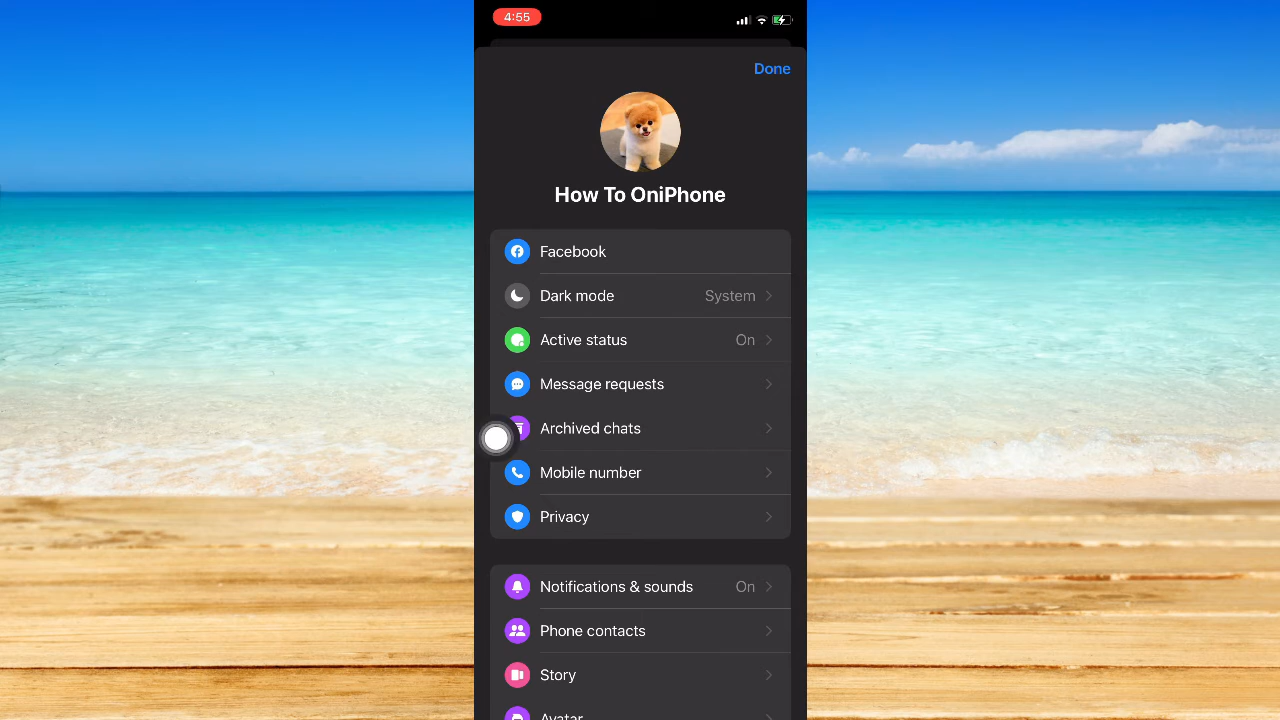 4:55
Done
How To OniPhone
Facebook
Dark mode System
Active status On
Message requests
Archived chats
Mobile number
Privacy
Notifications & sounds On
Phone contacts
Story
Avatar